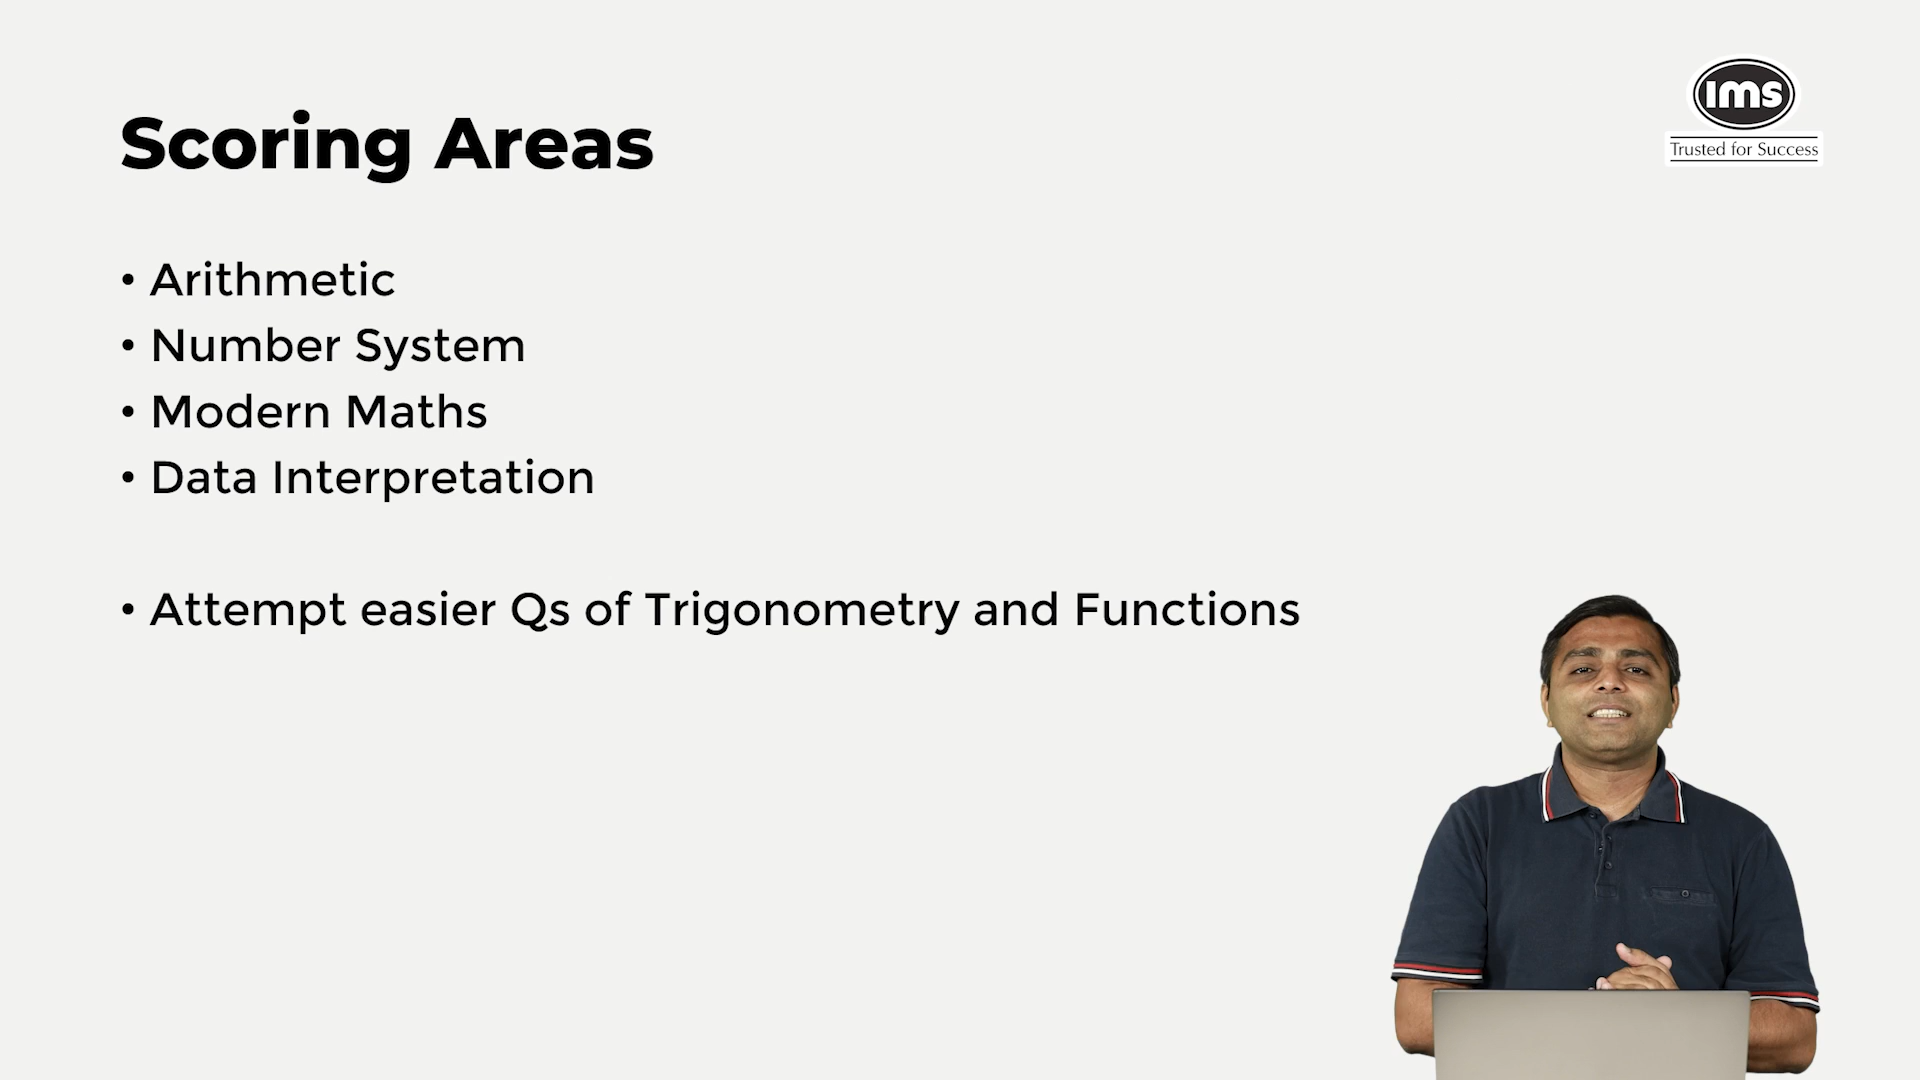 ims
Trusted for Success
Scoring Areas
• Arithmetic
• Number System
• Modern Maths
• Data Interpretation
• Attempt easier Qs of Trigonometry and Functions